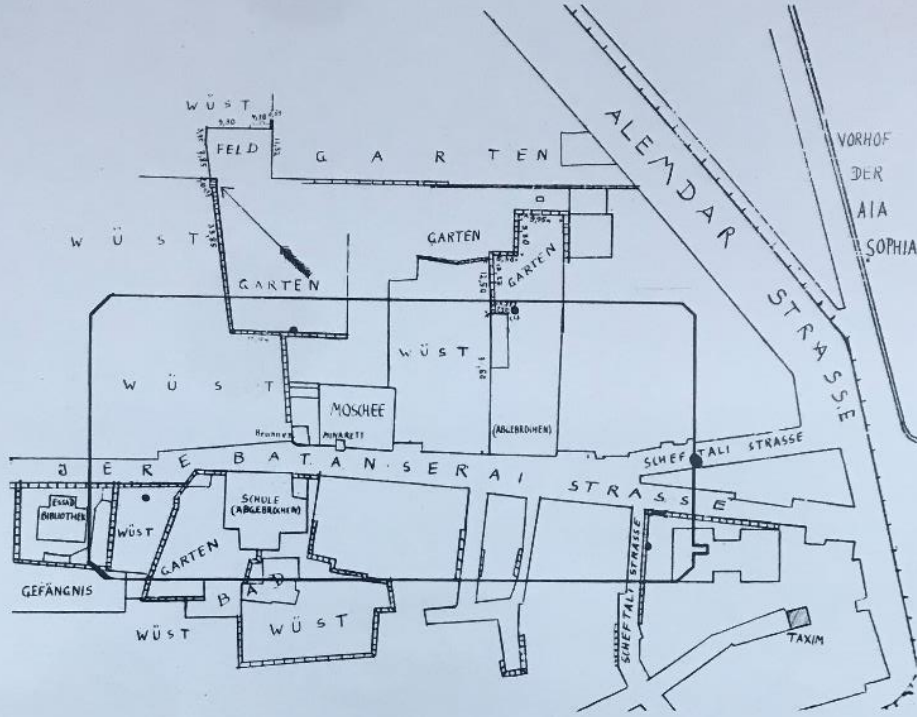 WÜST
FELD
GARTEN
ALEMDAR STRASSE
VORHOF
DER
AIA
SOPHIA
WÜST
GARTEN
GARTEN
GARTEN
WÜST
WÜST
MOSCHEE
Brunnen
MINARETT
(ABGEBROCHEN)
JEREBATAN-SERAI STRASSE
SCHEFTALI STRASSE
ESSAD
BIBLIOTHEK
WÜST
SCHULE
(ABGEBROCHEN)
GARTEN
BAD
GEFÄNGNIS
WÜST
WÜST
SCHEFTALI STRASSE
TAXIM